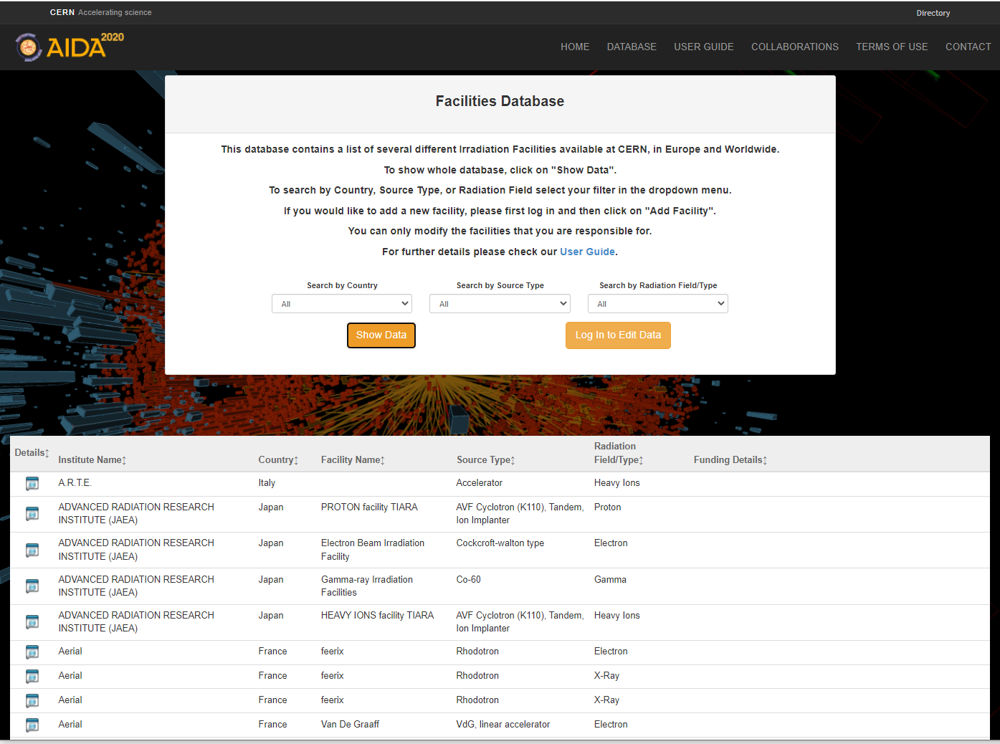 CERN Accelerating science
Directory
AIDA2020
HOME DATABASE USER GUIDE COLLABORATIONS TERMS OF USE CONTACT
Facilities Database
This database contains a list of several different Irradiation Facilities available at CERN, in Europe and Worldwide.
To show whole database, click on "Show Data".
To search by Country, Source Type, or Radiation Field select your filter in the dropdown menu.
If you would like to add a new facility, please first log in and then click on "Add Facility".
You can only modify the facilities that you are responsible for.
For further details please check our User Guide.
Search by Country Search by Source Type Search by Radiation Field/Type
All All All
Show Data Log In to Edit Data
Details↕ Institute Name↕ Country↕ Facility Name↕ Source Type↕ Radiation
Field/Type↕ Funding Details↕
A.R.T.E. Italy Accelerator Heavy Ions
ADVANCED RADIATION RESEARCH Japan PROTON facility TIARA AVF Cyclotron (K110), Tandem, Proton
INSTITUTE (JAEA) Ion Implanter
ADVANCED RADIATION RESEARCH Japan Electron Beam Irradiation Cockcroft-walton type Electron
INSTITUTE (JAEA) Facility
ADVANCED RADIATION RESEARCH Japan Gamma-ray Irradiation Co-60 Gamma
INSTITUTE (JAEA) Facilities
ADVANCED RADIATION RESEARCH Japan HEAVY IONS facility TIARA AVF Cyclotron (K110), Tandem, Heavy Ions
INSTITUTE (JAEA) Ion Implanter
Aerial France feerix Rhodotron Electron
Aerial France feerix Rhodotron X-Ray
Aerial France feerix Rhodotron X-Ray
Aerial France Van De Graaff VdG, linear accelerator Electron